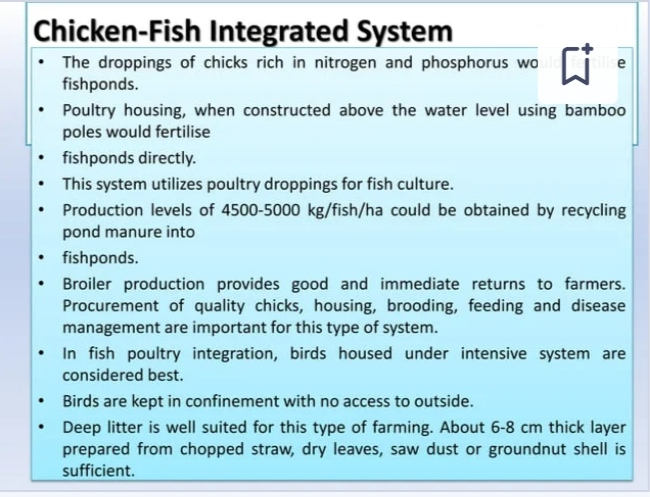 Chicken-Fish Integrated System
• The droppings of chicks rich in nitrogen and phosphorus would fertilise
fishponds.
• Poultry housing, when constructed above the water level using bamboo
poles would fertilise
• fishponds directly.
• This system utilizes poultry droppings for fish culture.
• Production levels of 4500-5000 kg/fish/ha could be obtained by recycling
pond manure into
• fishponds.
• Broiler production provides good and immediate returns to farmers.
Procurement of quality chicks, housing, brooding, feeding and disease
management are important for this type of system.
• In fish poultry integration, birds housed under intensive system are
considered best.
• Birds are kept in confinement with no access to outside.
• Deep litter is well suited for this type of farming. About 6-8 cm thick layer
prepared from chopped straw, dry leaves, saw dust or groundnut shell is
sufficient.